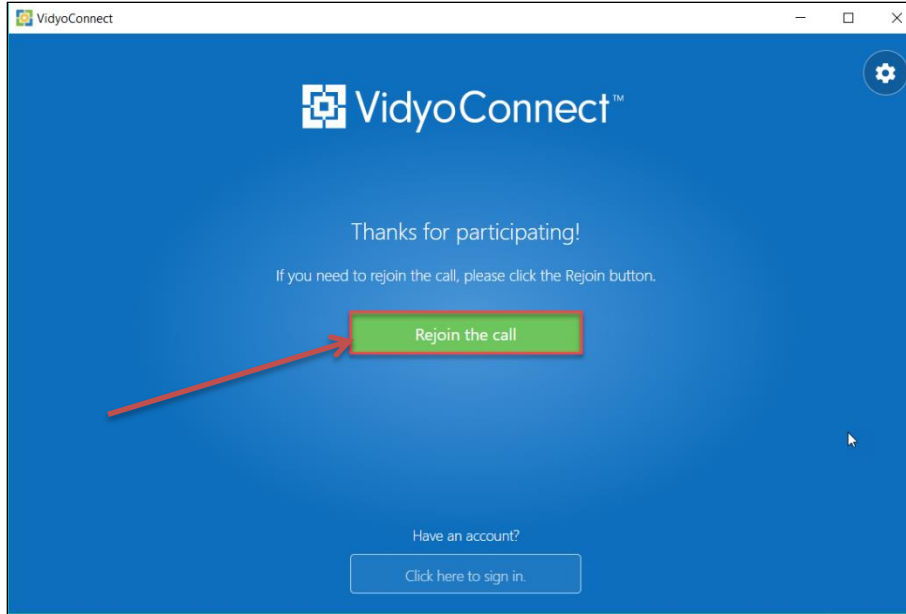 VidyoConnect
VidyoConnect™
Thanks for participating!
If you need to rejoin the call, please click the Rejoin button.
Rejoin the call
Have an account?
Click here to sign in.